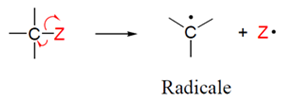 C-Z C + Z•
Radicale